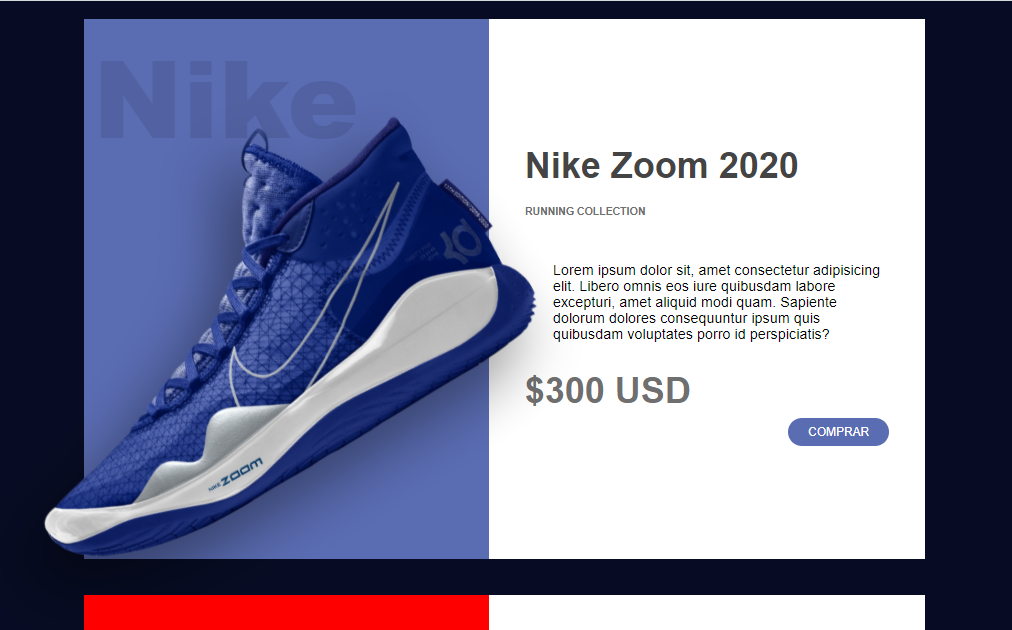 Nike
Nike Zoom 2020
RUNNING COLLECTION
Lorem ipsum dolor sit, amet consectetur adipisicing
elit. Libero omnis eos iure quibusdam labore
excepturi, amet aliquid modi quam. Sapiente
dolorum dolores consequuntur ipsum quis
quibusdam voluptates porro id perspiciatis?
$300 USD
COMPRAR
kd
NIKE ZOOM